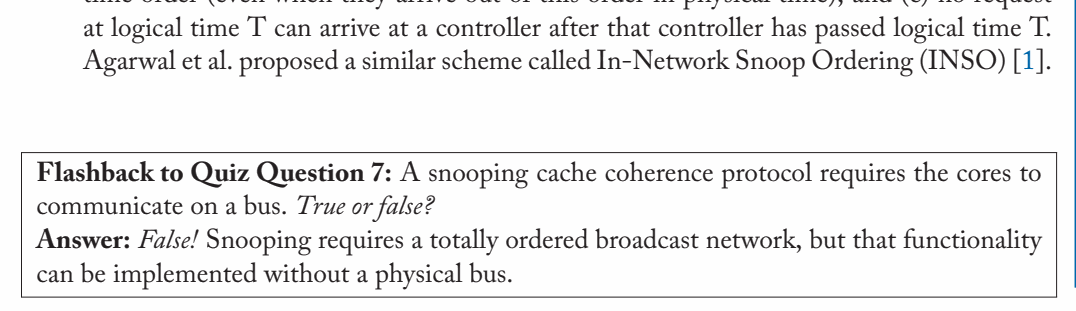 time order (even when they arrive out of this order in physical time), and (c) no request
at logical time T can arrive at a controller after that controller has passed logical time T.
Agarwal et al. proposed a similar scheme called In-Network Snoop Ordering (INSO) [1].
Flashback to Quiz Question 7: A snooping cache coherence protocol requires the cores to
communicate on a bus. True or false?
Answer: False! Snooping requires a totally ordered broadcast network, but that functionality
can be implemented without a physical bus.